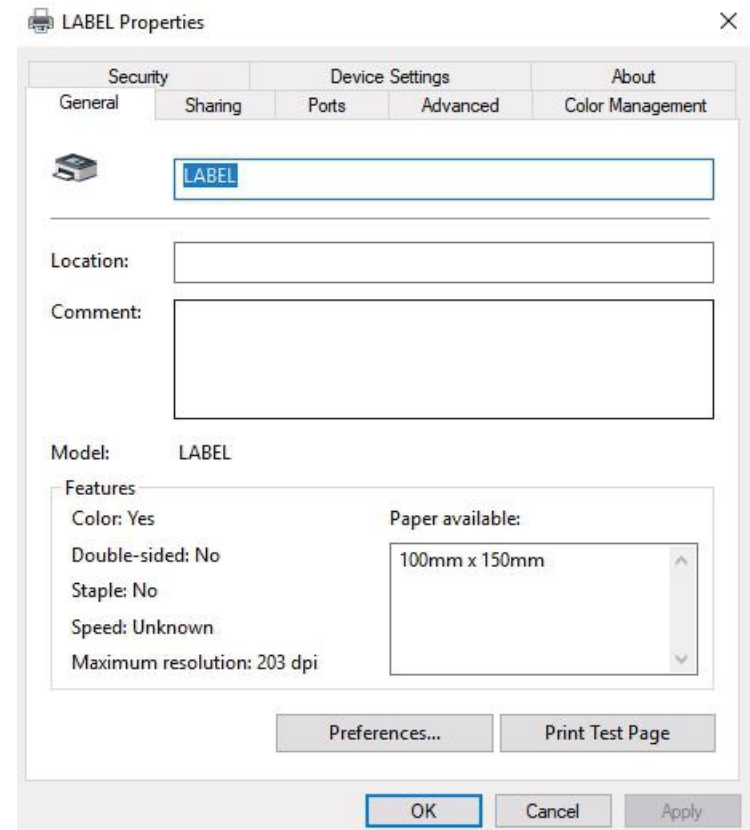 LABEL Properties
Security Device Settings About
General Sharing Ports Advanced Color Management
LABEL
Location:
Comment:
Model: LABEL
Features
Color: Yes Paper available:
Double-sided: No 100mm x 150mm
Staple: No
Speed: Unknown
Maximum resolution: 203 dpi
Preferences... Print Test Page
OK Cancel Apply